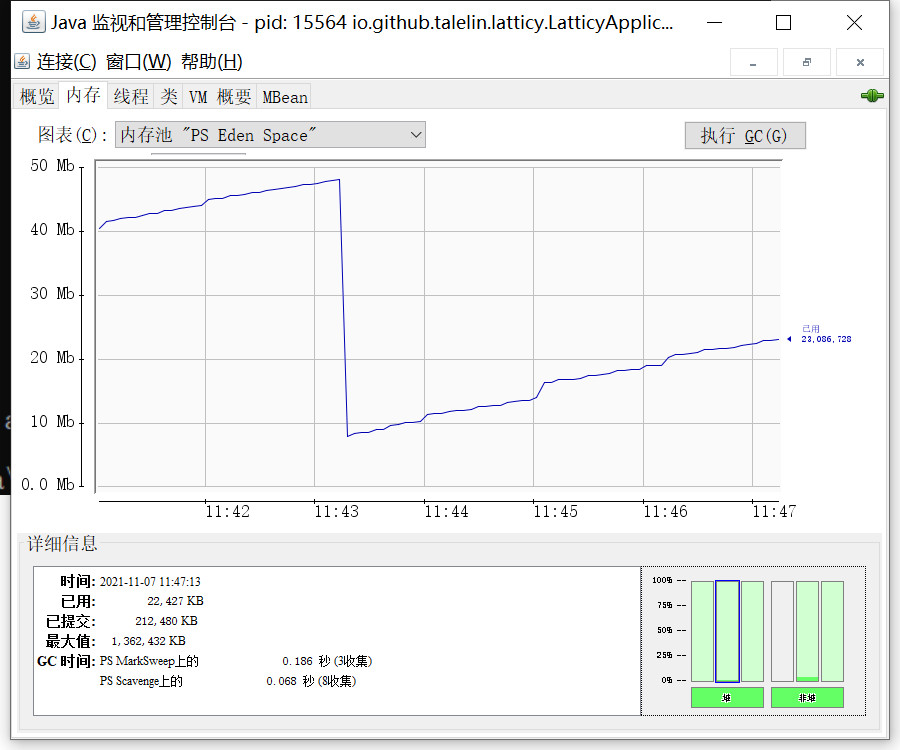 Java 监视和管理控制台 - pid: 15564 io.github.talelin.latticy.LatticyApplic...
连接(C) 窗口(W) 帮助(H)
概览 内存 线程 类 VM 概要 MBean
图表(C): 内存池 "PS Eden Space" 执行 GC(G)
50 Mb
40 Mb
30 Mb
20 Mb
10 Mb
0.0 Mb
已用
23,086,728
11:42 11:43 11:44 11:45 11:46 11:47
详细信息
时间: 2021-11-07 11:47:13
已用: 22,427 KB
已提交: 212,480 KB
最大值: 1,362,432 KB
GC 时间: PS MarkSweep上的 0.186 秒 (3收集)
PS Scavenge上的 0.068 秒 (8收集)
100% --
75% --
50% --
25% --
0% --
堆 非堆